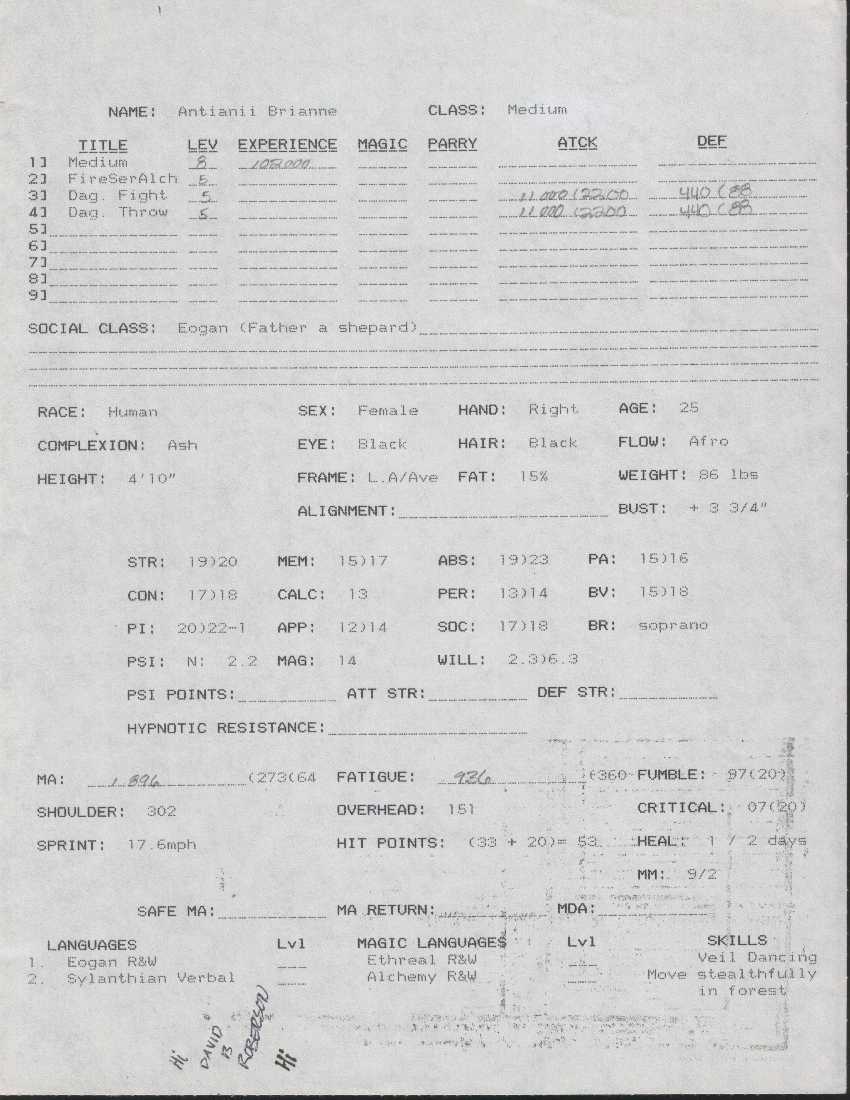 NAME: Antianii Brianne CLASS: Medium
TITLE LEV EXPERIENCE MAGIC PARRY ATCK DEF
1] Medium 8 102,000
2] FireSerAlch 5
3] Dag. Fight 5 11,000(2200 440(88
4] Dag. Throw 5 11,000(2200 440(88
5]
6]
7]
8]
9]
SOCIAL CLASS: Eogan (Father a shepard)
RACE: Human SEX: Female HAND: Right AGE: 25
COMPLEXION: Ash EYE: Black HAIR: Black FLOW: Afro
HEIGHT: 4'10" FRAME: L.A/Ave FAT: 15% WEIGHT: 86 lbs
ALIGNMENT: BUST: + 3 3/4"
STR: 19)20 MEM: 15)17 ABS: 19)23 PA: 15)16
CON: 17)18 CALC: 13 PER: 13)14 BV: 15)18
PI: 20)22-1 APP: 12)14 SOC: 17)18 BR: soprano
PSI: N: 2.2 MAG: 14 WILL: 2.3)6.3
PSI POINTS: ATT STR: DEF STR:
HYPNOTIC RESISTANCE:
MA: 1,896 (273(64 FATIGUE: 936 (360 FUMBLE: 97(20)
SHOULDER: 302 OVERHEAD: 151 CRITICAL: 07(20)
SPRINT: 17.6mph HIT POINTS: (33 + 20)= 53 HEAL: 1 / 2 days
MM: 9/2
SAFE MA: MA RETURN: MDA:
LANGUAGES Lvl MAGIC LANGUAGES Lvl SKILLS
1. Eogan R&W Ethreal R&W Veil Dancing
2. Sylanthian Verbal Alchemy R&W Move stealthfully
in forest
Hi
DAVID
B
ROBERSON
Hi